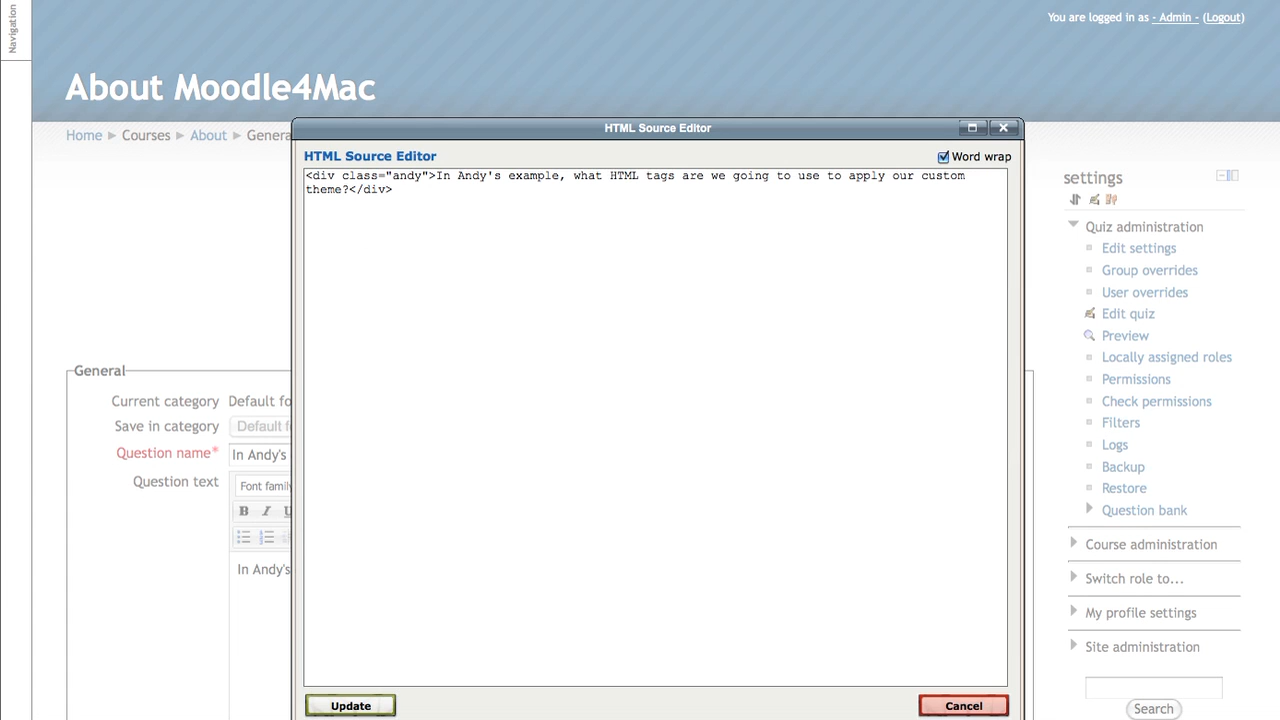 Navigation
You are logged in as - Admin - (Logout)
About Moodle4Mac
Home Courses About Genera
HTML Source Editor
HTML Source Editor
Word wrap
<div class="andy">In Andy's example, what HTML tags are we going to use to apply our custom
theme?</div>
General
Current category Default fo
Save in category Default f
Question name* In Andy's
Question text Font family
B I U
In Andy's
Update
Cancel
settings
Quiz administration
Edit settings
Group overrides
User overrides
Edit quiz
Preview
Locally assigned roles
Permissions
Check permissions
Filters
Logs
Backup
Restore
Question bank
Course administration
Switch role to...
My profile settings
Site administration
Search